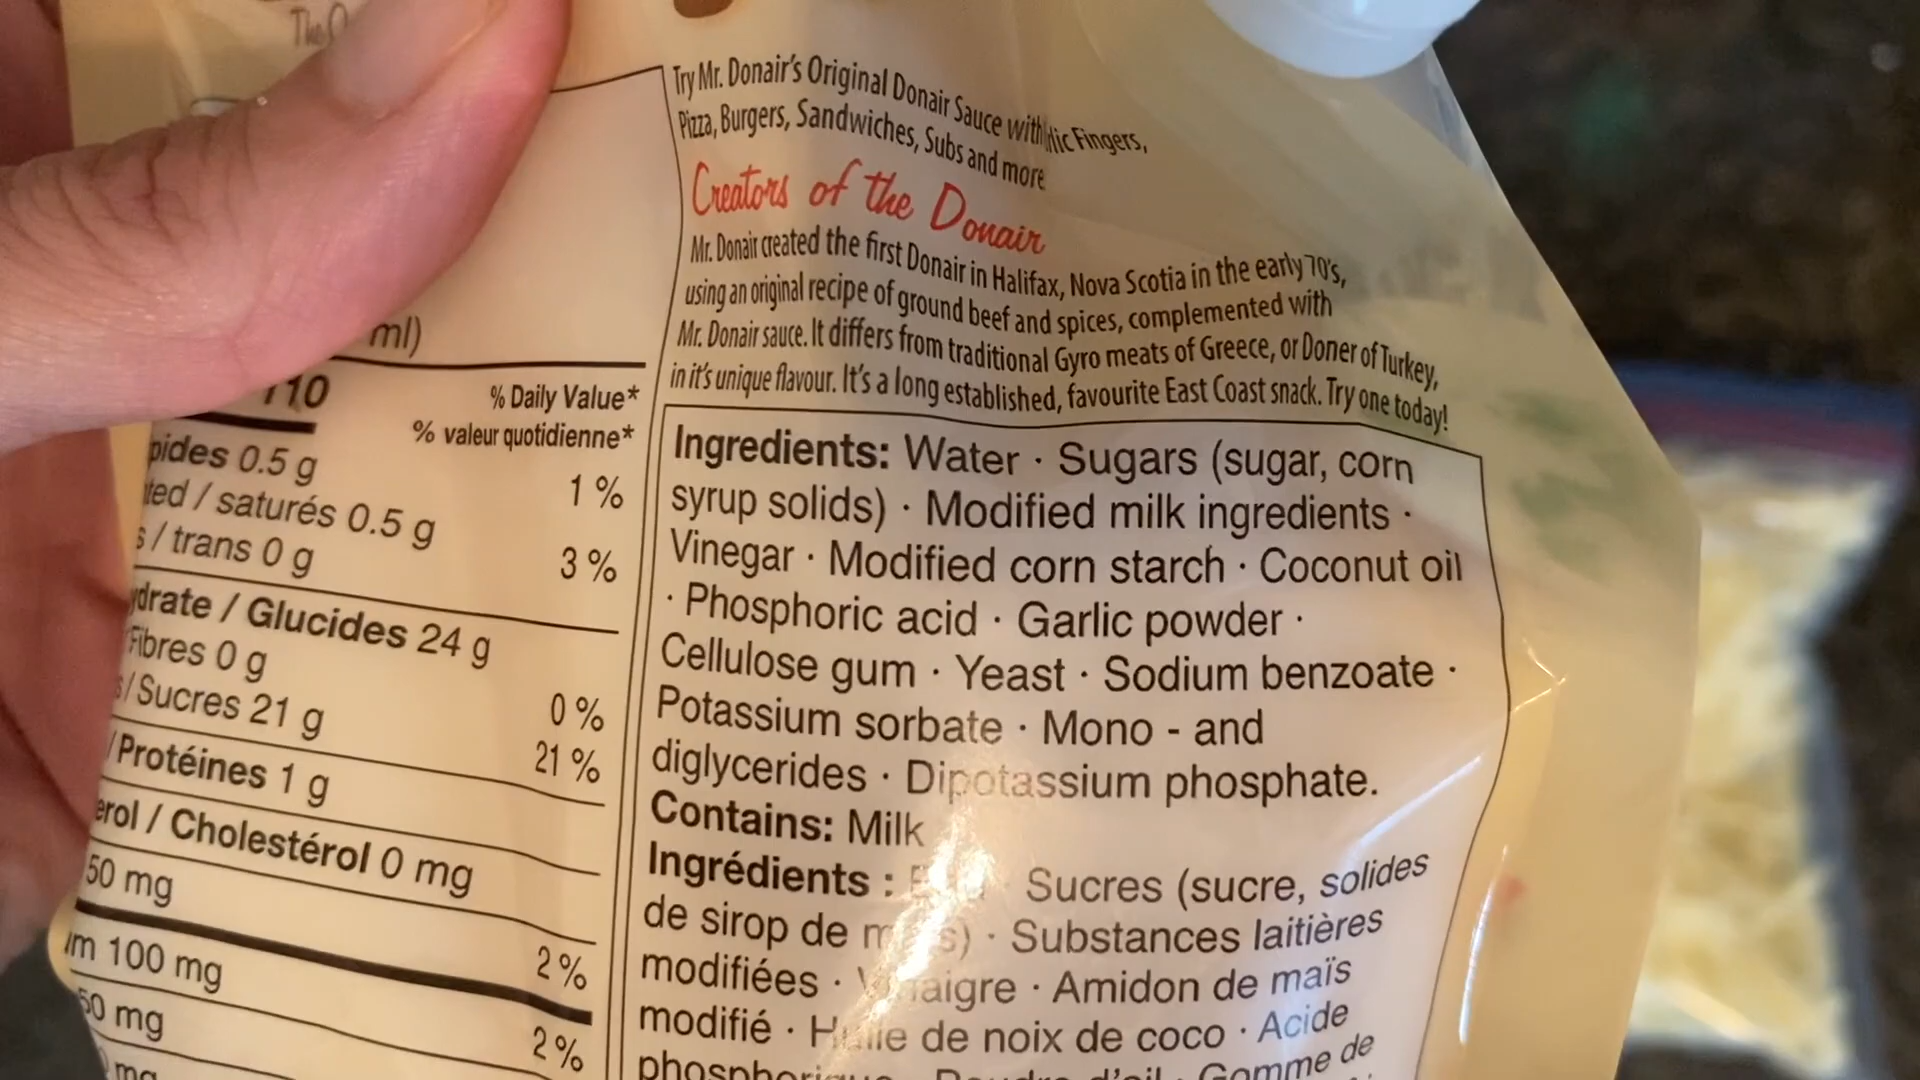 The
Try Mr. Donair's Original Donair Sauce with Fingers,
Pizza, Burgers, Sandwiches, Subs and more
Creators of the Donair
Mr. Donair created the first Donair in Halifax, Nova Scotia in the early 70's,
using an original recipe of ground beef and spices, complemented with
Mr. Donair sauce. It differs from traditional Gyro meats of Greece, or Doner of Turkey,
in it's unique flavour. It's a long established, favourite East Coast snack. Try one today!
ml)
110
% Daily Value*
% valeur quotidienne*
pides 0.5 g 1 %
ted / saturés 0.5 g
s / trans 0 g 3 %
ydrate / Glucides 24 g
Fibres 0 g 0 %
s / Sucres 21 g 21 %
/ Protéines 1 g
erol / Cholestérol 0 mg
50 mg 2 %
um 100 mg 2 %
50 mg
mg
Ingredients: Water · Sugars (sugar, corn
syrup solids) · Modified milk ingredients ·
Vinegar · Modified corn starch · Coconut oil
· Phosphoric acid · Garlic powder ·
Cellulose gum · Yeast · Sodium benzoate ·
Potassium sorbate · Mono - and
diglycerides · Dipotassium phosphate.
Contains: Milk
Ingrédients : · Sucres (sucre, solides
de sirop de maïs) · Substances laitières
modifiées · Vinaigre · Amidon de maïs
modifié · Huile de noix de coco · Acide
phosphorique · Poudre d'ail · Gomme de